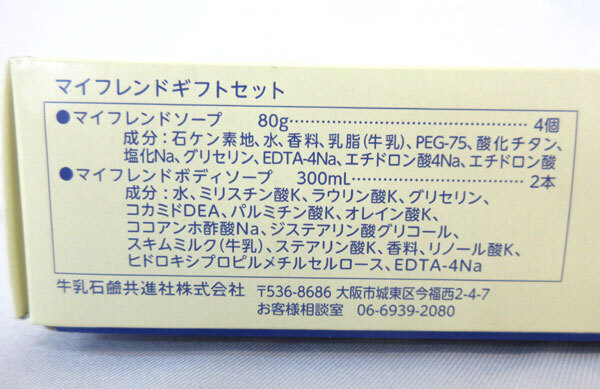 マイフレンドギフトセット
●マイフレンドソープ 80g…………………………4個
成分：石ケン素地、水、香料、乳脂(牛乳)、PEG-75、酸化チタン、
塩化Na、グリセリン、EDTA-4Na、エチドロン酸4Na、エチドロン酸
●マイフレンドボディソープ 300mL…………………2本
成分：水、ミリスチン酸K、ラウリン酸K、グリセリン、
コカミドDEA、パルミチン酸K、オレイン酸K、
ココアンホ酢酸Na、ジステアリン酸グリコール、
スキムミルク(牛乳)、ステアリン酸K、香料、リノール酸K、
ヒドロキシプロピルメチルセルロース、EDTA-4Na
牛乳石鹼共進社株式会社 〒536-8686 大阪市城東区今福西2-4-7
お客様相談室 06-6939-2080